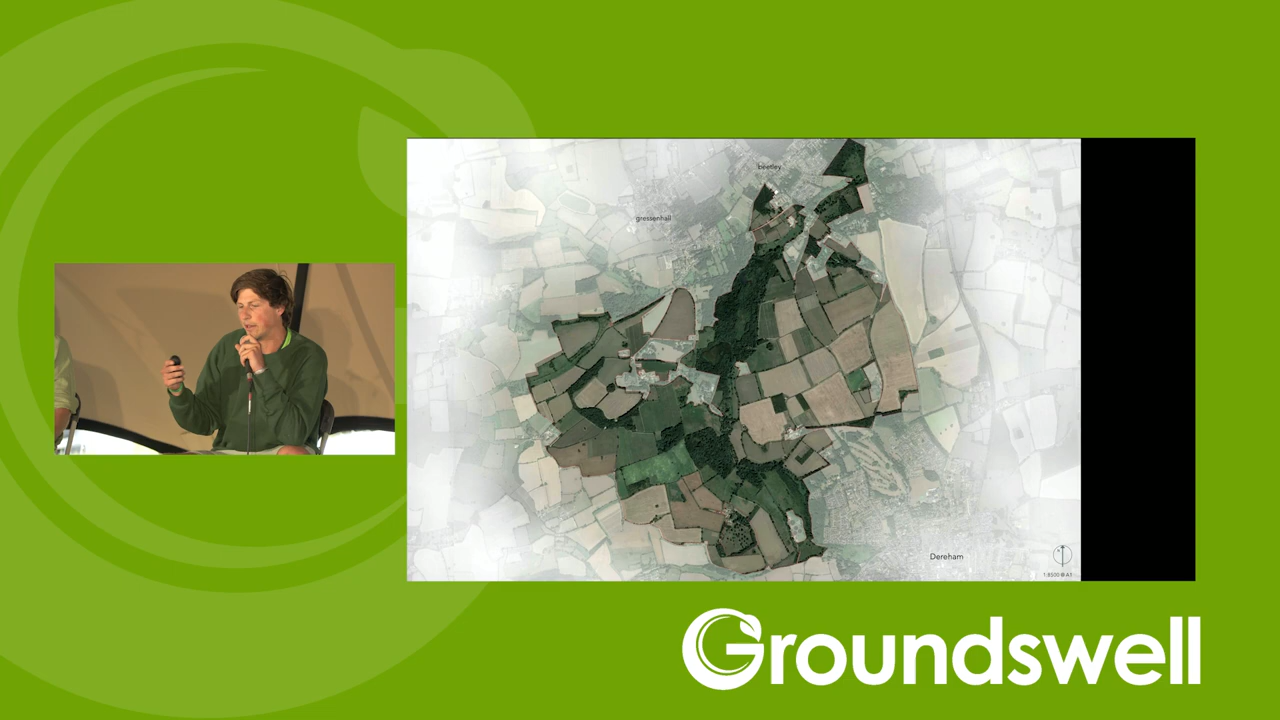 beetley
gressenhall
Dereham
1:8500 @ A1
Groundswell